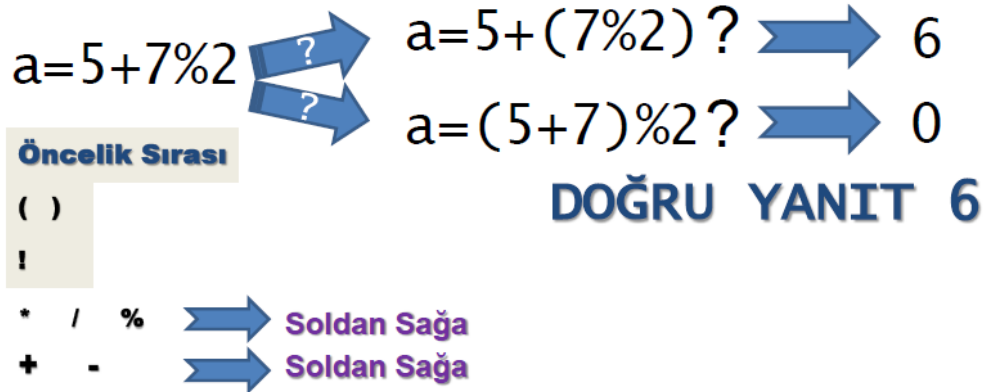 a=5+7%2
?
?
a=5+(7%2)? 6
a=(5+7)%2? 0
DOĞRU YANIT 6
Öncelik Sırası
( )
!
* / % Soldan Sağa
+ - Soldan Sağa